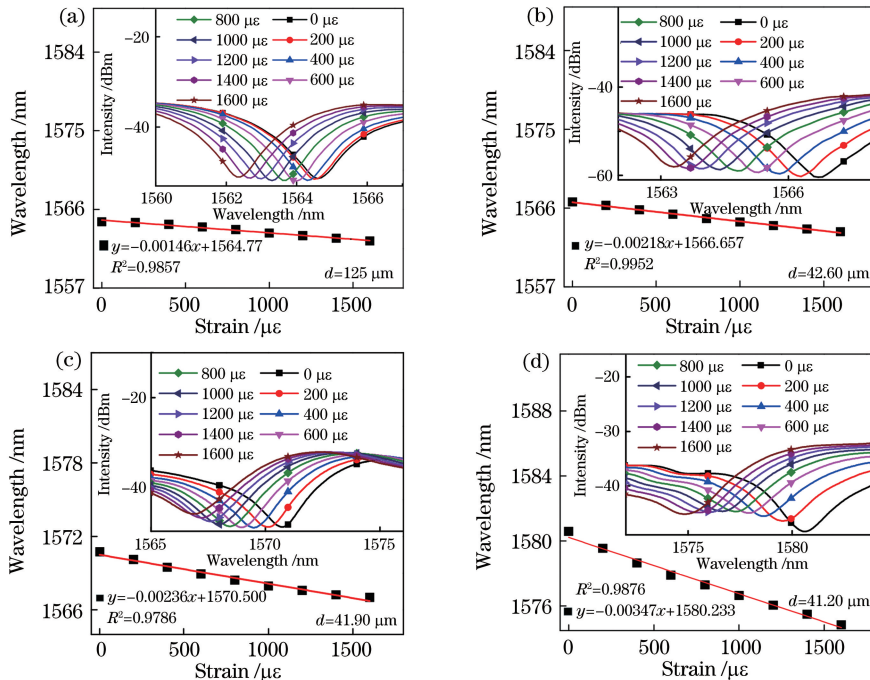 (a)
Wavelength /nm
1584
1575
1566
1557
Intensity /dBm
−20
−40
800 με
0 με
1000 με
200 με
1200 με
400 με
1400 με
600 με
1600 με
1560
1562
1564
1566
Wavelength /nm
y=−0.00146x+1564.77
R²=0.9857
d=125 μm
0
500
1000
1500
Strain /με
(b)
Wavelength /nm
1584
1575
1566
1557
Intensity /dBm
−40
−60
800 με
0 με
1000 με
200 με
1200 με
400 με
1400 με
600 με
1600 με
1563
1566
Wavelength /nm
y=−0.00218x+1566.657
R²=0.9952
d=42.60 μm
0
500
1000
1500
Strain /με
(c)
Wavelength /nm
1584
1578
1572
1566
Intensity /dBm
−20
−40
800 με
0 με
1000 με
200 με
1200 με
400 με
1400 με
600 με
1600 με
1565
1570
1575
Wavelength /nm
y=−0.00236x+1570.500
R²=0.9786
d=41.90 μm
0
500
1000
1500
Strain /με
(d)
Wavelength /nm
1588
1584
1580
1576
Intensity /dBm
−20
−30
−40
800 με
0 με
1000 με
200 με
1200 με
400 με
1400 με
600 με
1600 με
1575
1580
Wavelength /nm
R²=0.9876
y=−0.00347x+1580.233
d=41.20 μm
0
500
1000
1500
Strain /με